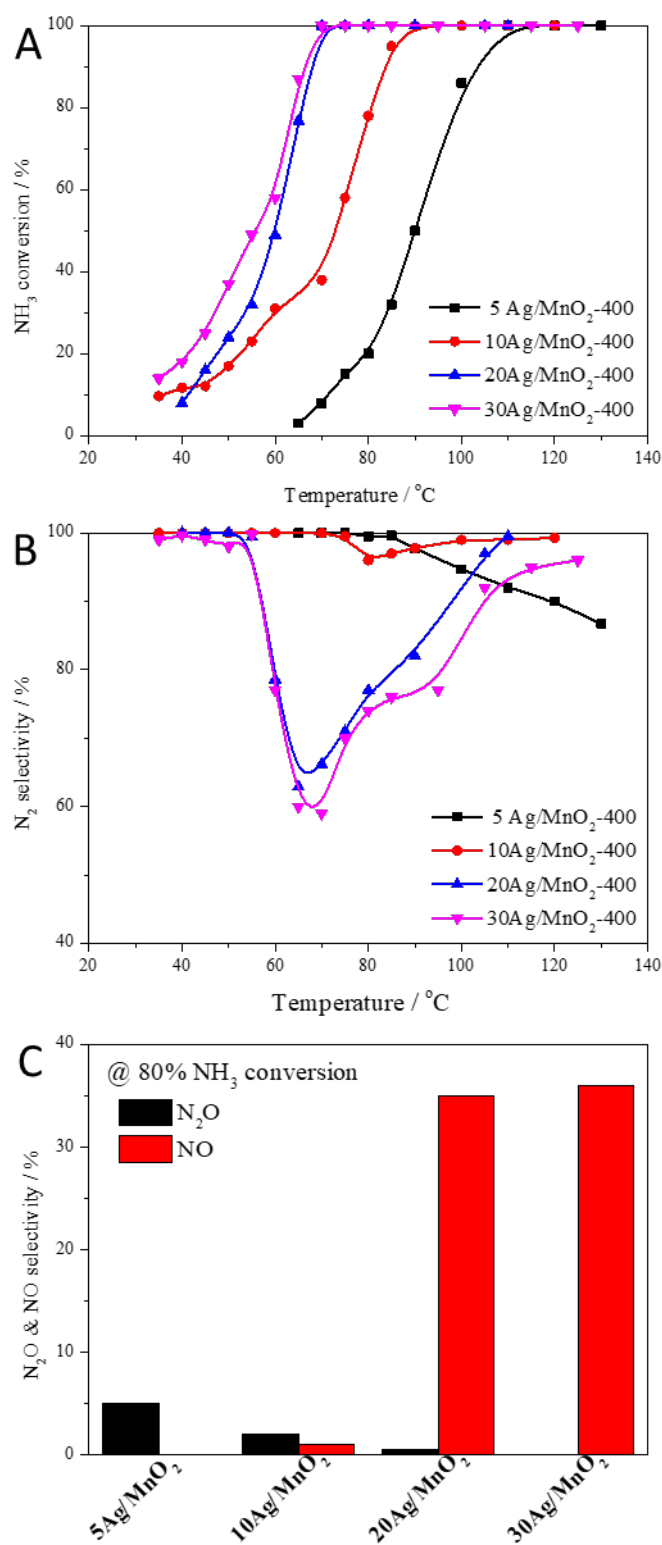 A
100
80
60
40
20
0
NH₃ conversion / %
5 Ag/MnO₂-400
10Ag/MnO₂-400
20Ag/MnO₂-400
30Ag/MnO₂-400
20 40 60 80 100 120 140
Temperature / °C
B
100
80
60
40
N₂ selectivity / %
5 Ag/MnO₂-400
10Ag/MnO₂-400
20Ag/MnO₂-400
30Ag/MnO₂-400
20 40 60 80 100 120 140
Temperature / °C
C
@ 80% NH₃ conversion
N₂O
NO
40
30
20
10
0
N₂O & NO selectivity / %
5Ag/MnO₂ 10Ag/MnO₂ 20Ag/MnO₂ 30Ag/MnO₂